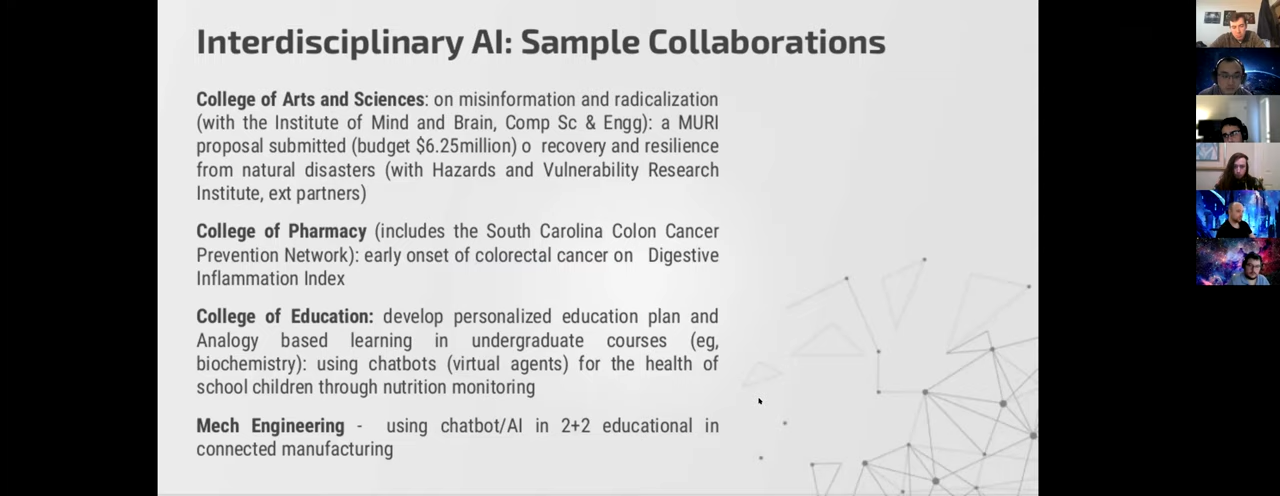 Interdisciplinary AI: Sample Collaborations
College of Arts and Sciences: on misinformation and radicalization
(with the Institute of Mind and Brain, Comp Sc & Engg): a MURI
proposal submitted (budget $6.25million) o recovery and resilience
from natural disasters (with Hazards and Vulnerability Research
Institute, ext partners)
College of Pharmacy (includes the South Carolina Colon Cancer
Prevention Network): early onset of colorectal cancer on Digestive
Inflammation Index
College of Education: develop personalized education plan and
Analogy based learning in undergraduate courses (eg,
biochemistry): using chatbots (virtual agents) for the health of
school children through nutrition monitoring
Mech Engineering - using chatbot/AI in 2+2 educational in
connected manufacturing